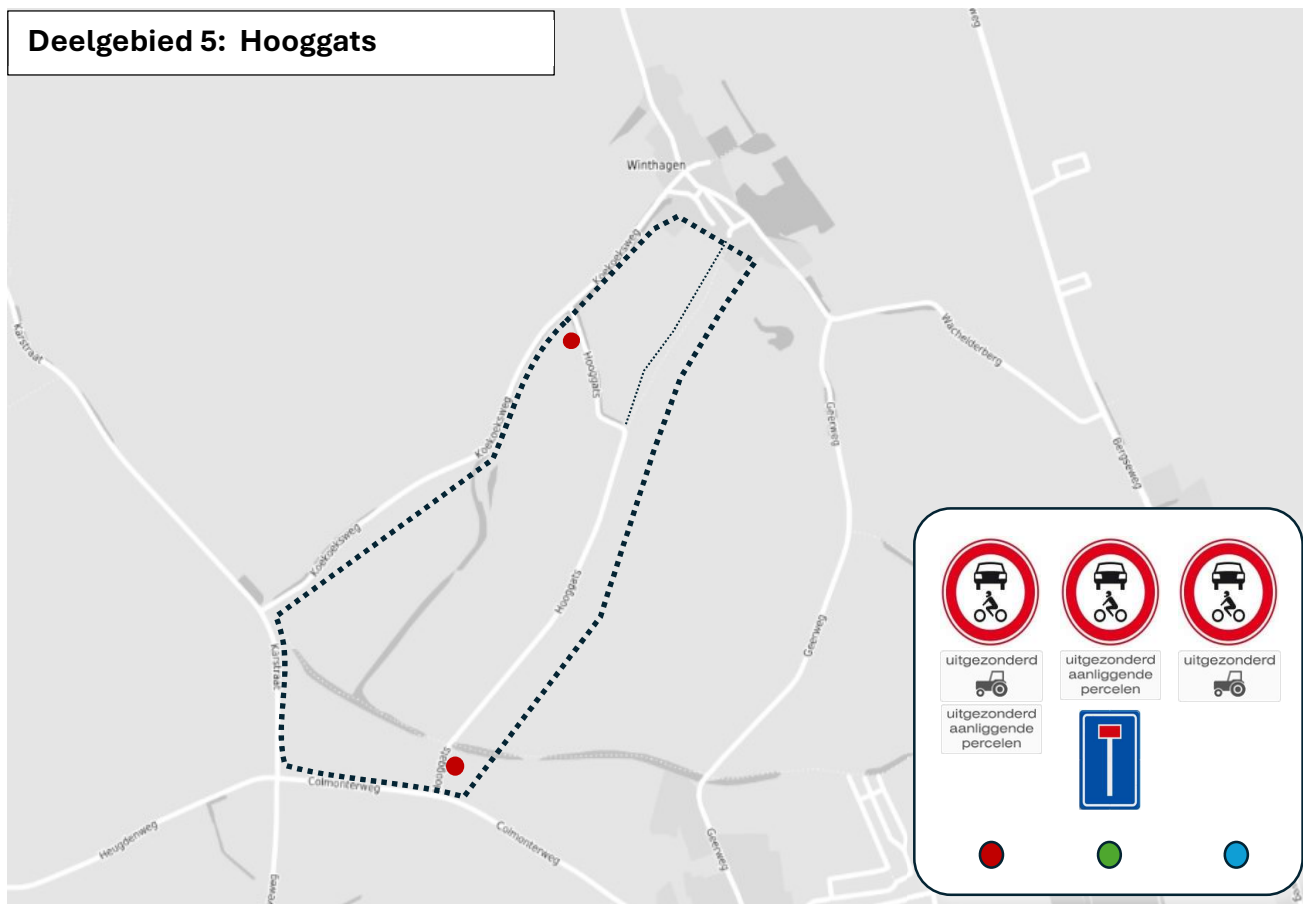 Deelgebied 5: Hooggats
Winthagen
Koekoeksweg
Karstraat
Hooggats
Wachelderberg
Koekoeksweg
Geerweg
Bergseweg
Koekoeksweg
Hooggats
Geerweg
Karstraat
Hooggats
Colmonterweg
Heugdenweg
Colmonterweg
Geerweg
uitgezonderd
uitgezonderd
aanliggende
percelen
uitgezonderd
aanliggende
percelen
uitgezonderd